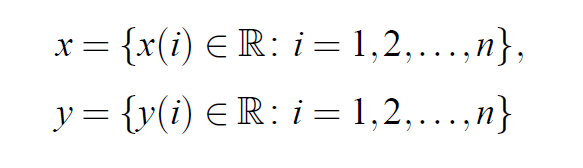 x = {x(i) ∈ ℝ: i = 1,2,...,n},
y = {y(i) ∈ ℝ: i = 1,2,...,n}